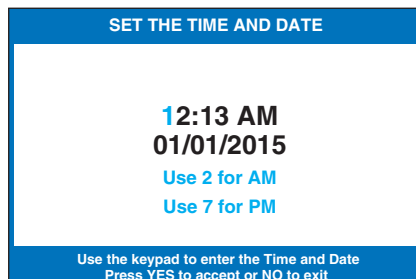 SET THE TIME AND DATE
12:13 AM
01/01/2015
Use 2 for AM
Use 7 for PM
Use the keypad to enter the Time and Date
Press YES to accept or NO to exit